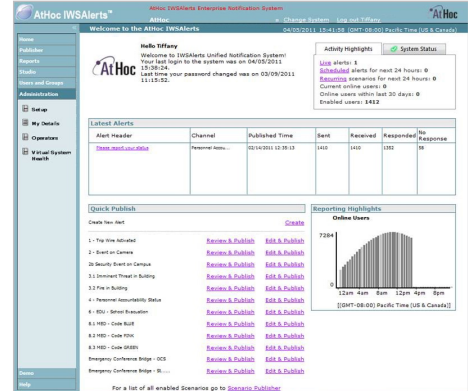 AtHoc IWSAlerts™
AtHoc IWSAlerts Enterprise Notification System
AtHoc
Change System Log out Tiffany
AtHoc
Welcome to the AtHoc IWSAlerts
04/05/2011 15:41:58 (GMT-08:00) Pacific Time (US & Canada)
Home
Publisher
Reports
Studio
Users and Groups
Administration
Setup
My Details
Operators
Virtual System
Health
Demo
Help
AtHoc
Hello Tiffany
Welcome to IWSAlerts Unified Notification System!
Your last login to the system was on 04/05/2011
15:38:24.
Last time your password changed was on 03/09/2011
11:15:52.
Activity Highlights
System Status
Live alerts: 1
Scheduled alerts for next 24 hours: 0
Recurring scenarios for next 24 hours: 0
Current online users: 0
Online users within last 30 days: 0
Enabled users: 1412
Latest Alerts
Alert Header Channel Published Time Sent Received Responded No Response
Please report your status Personnel Accou... 02/14/2011 12:35:13 1410 1410 1352 58
Quick Publish
Create New Alert Create
1 - Trip Wire Activated Review & Publish Edit & Publish
2 - Event on Camera Review & Publish Edit & Publish
2b Security Event on Campus Review & Publish Edit & Publish
3.1 Imminent Threat in Building Review & Publish Edit & Publish
3.2 Fire in Building Review & Publish Edit & Publish
4 - Personnel Accountability Status Review & Publish Edit & Publish
6 - EDU - School Evacuation Review & Publish Edit & Publish
8.1 MED - Code BLUE Review & Publish Edit & Publish
8.2 MED - Code PINK Review & Publish Edit & Publish
8.3 MED - Code GREEN Review & Publish Edit & Publish
Emergency Conference Bridge - OCS Review & Publish Edit & Publish
Emergency Conference Bridge - Review & Publish Edit & Publish
For a list of all enabled Scenarios go to Scenario Publisher
Reporting Highlights
Online Users
7284
0
12am 4am 8am 12pm 4pm 8pm
[(GMT-08:00) Pacific Time (US & Canada)]